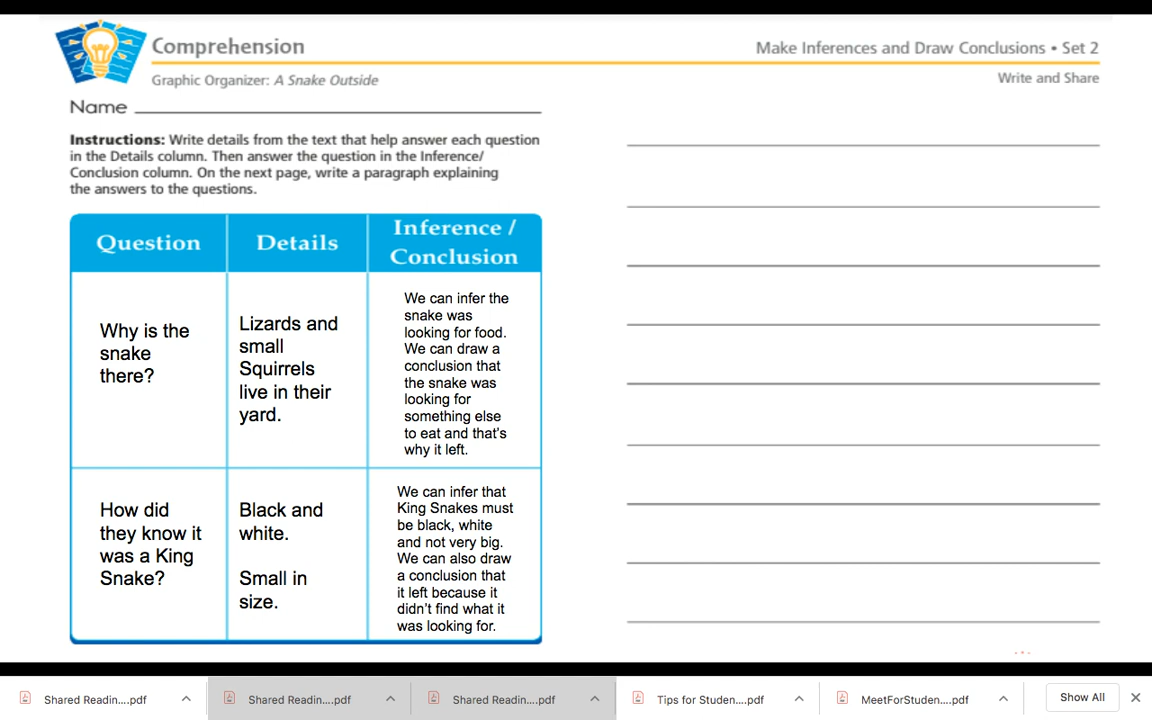 Comprehension
Make Inferences and Draw Conclusions • Set 2
Graphic Organizer: A Snake Outside
Write and Share
Name
Instructions: Write details from the text that help answer each question
in the Details column. Then answer the question in the Inference/
Conclusion column. On the next page, write a paragraph explaining
the answers to the questions.
Question
Details
Inference /
Conclusion
Why is the
snake
there?
Lizards and
small
Squirrels
live in their
yard.
We can infer the
snake was
looking for food.
We can draw a
conclusion that
the snake was
looking for
something else
to eat and that's
why it left.
How did
they know it
was a King
Snake?
Black and
white.
Small in
size.
We can infer that
King Snakes must
be black, white
and not very big.
We can also draw
a conclusion that
it left because it
didn't find what it
was looking for.
Shared Readin....pdf
Shared Readin....pdf
Shared Readin....pdf
Tips for Studen....pdf
MeetForStuden....pdf
Show All